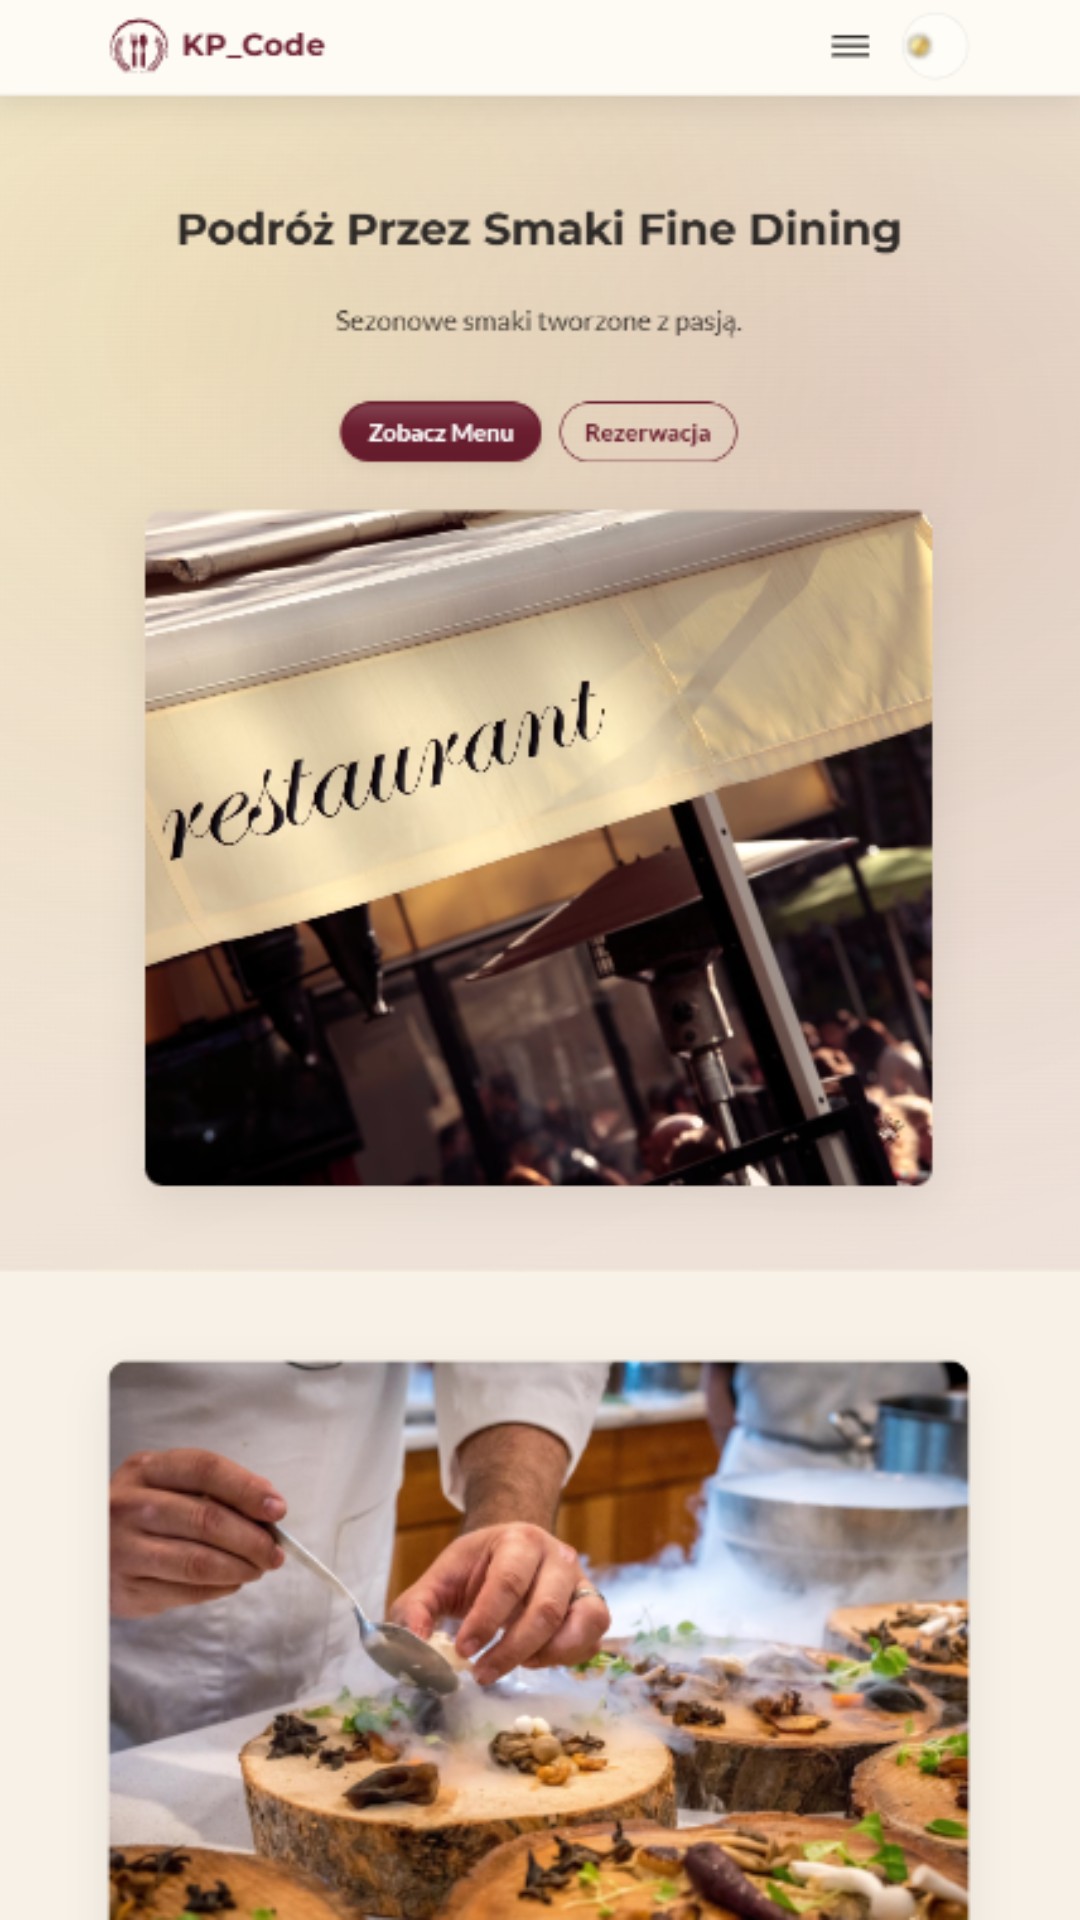 KP_Code
Podróż Przez Smaki Fine Dining
Sezonowe smaki tworzone z pasją.
Zobacz Menu
Rezerwacja
restaurant